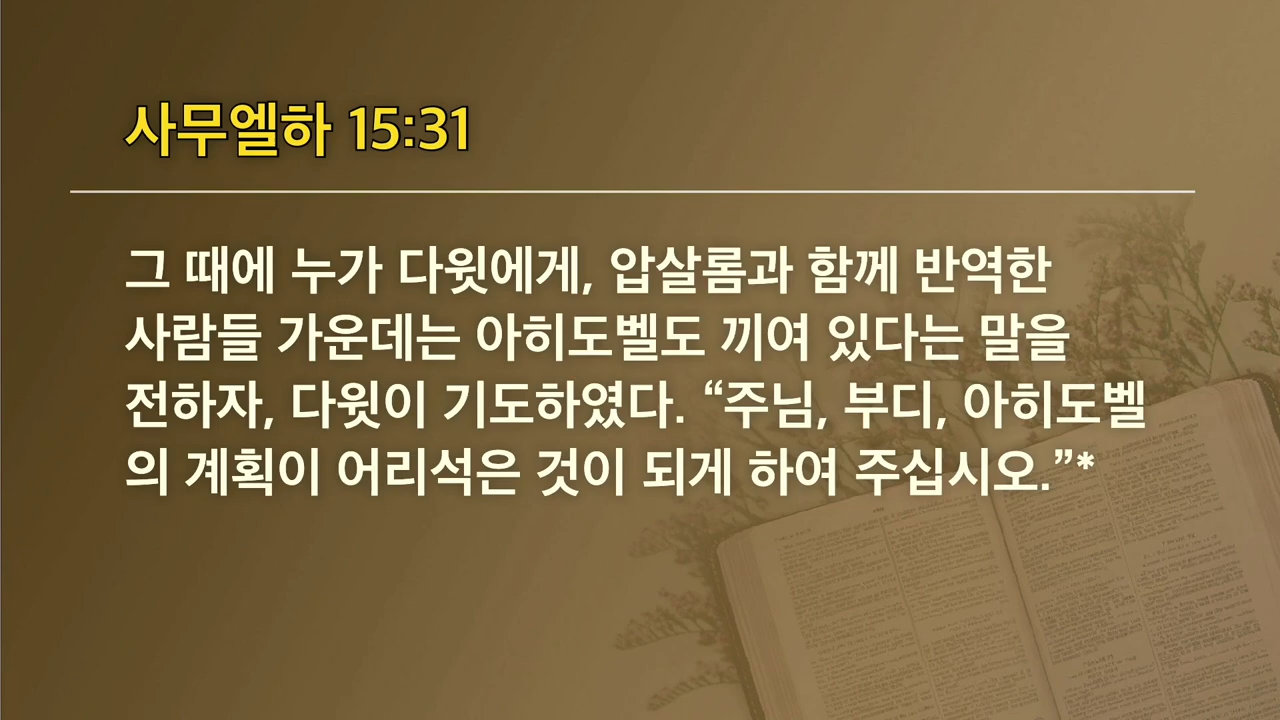 사무엘하 15:31
그 때에 누가 다윗에게, 압살롬과 함께 반역한
사람들 가운데는 아히도벨도 끼여 있다는 말을
전하자, 다윗이 기도하였다. “주님, 부디, 아히도벨
의 계획이 어리석은 것이 되게 하여 주십시오.”*